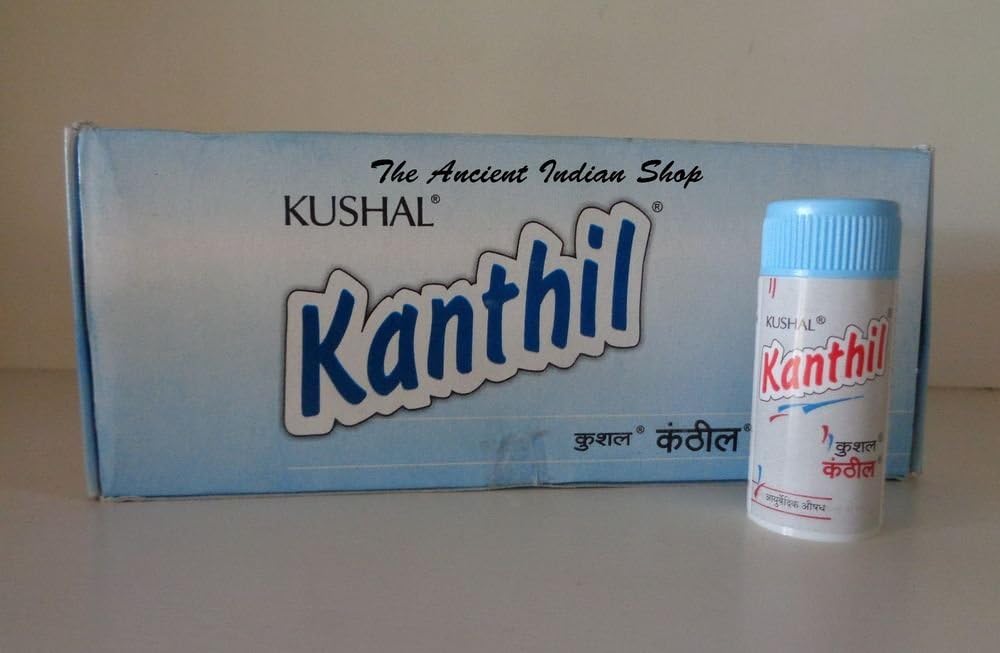 The Ancient Indian Shop
KUSHAL®
Kanthil®
कुशल® कंठील®
KUSHAL®
Kanthil®
कुशल®
कंठील®
आयुर्वेदिक औषध